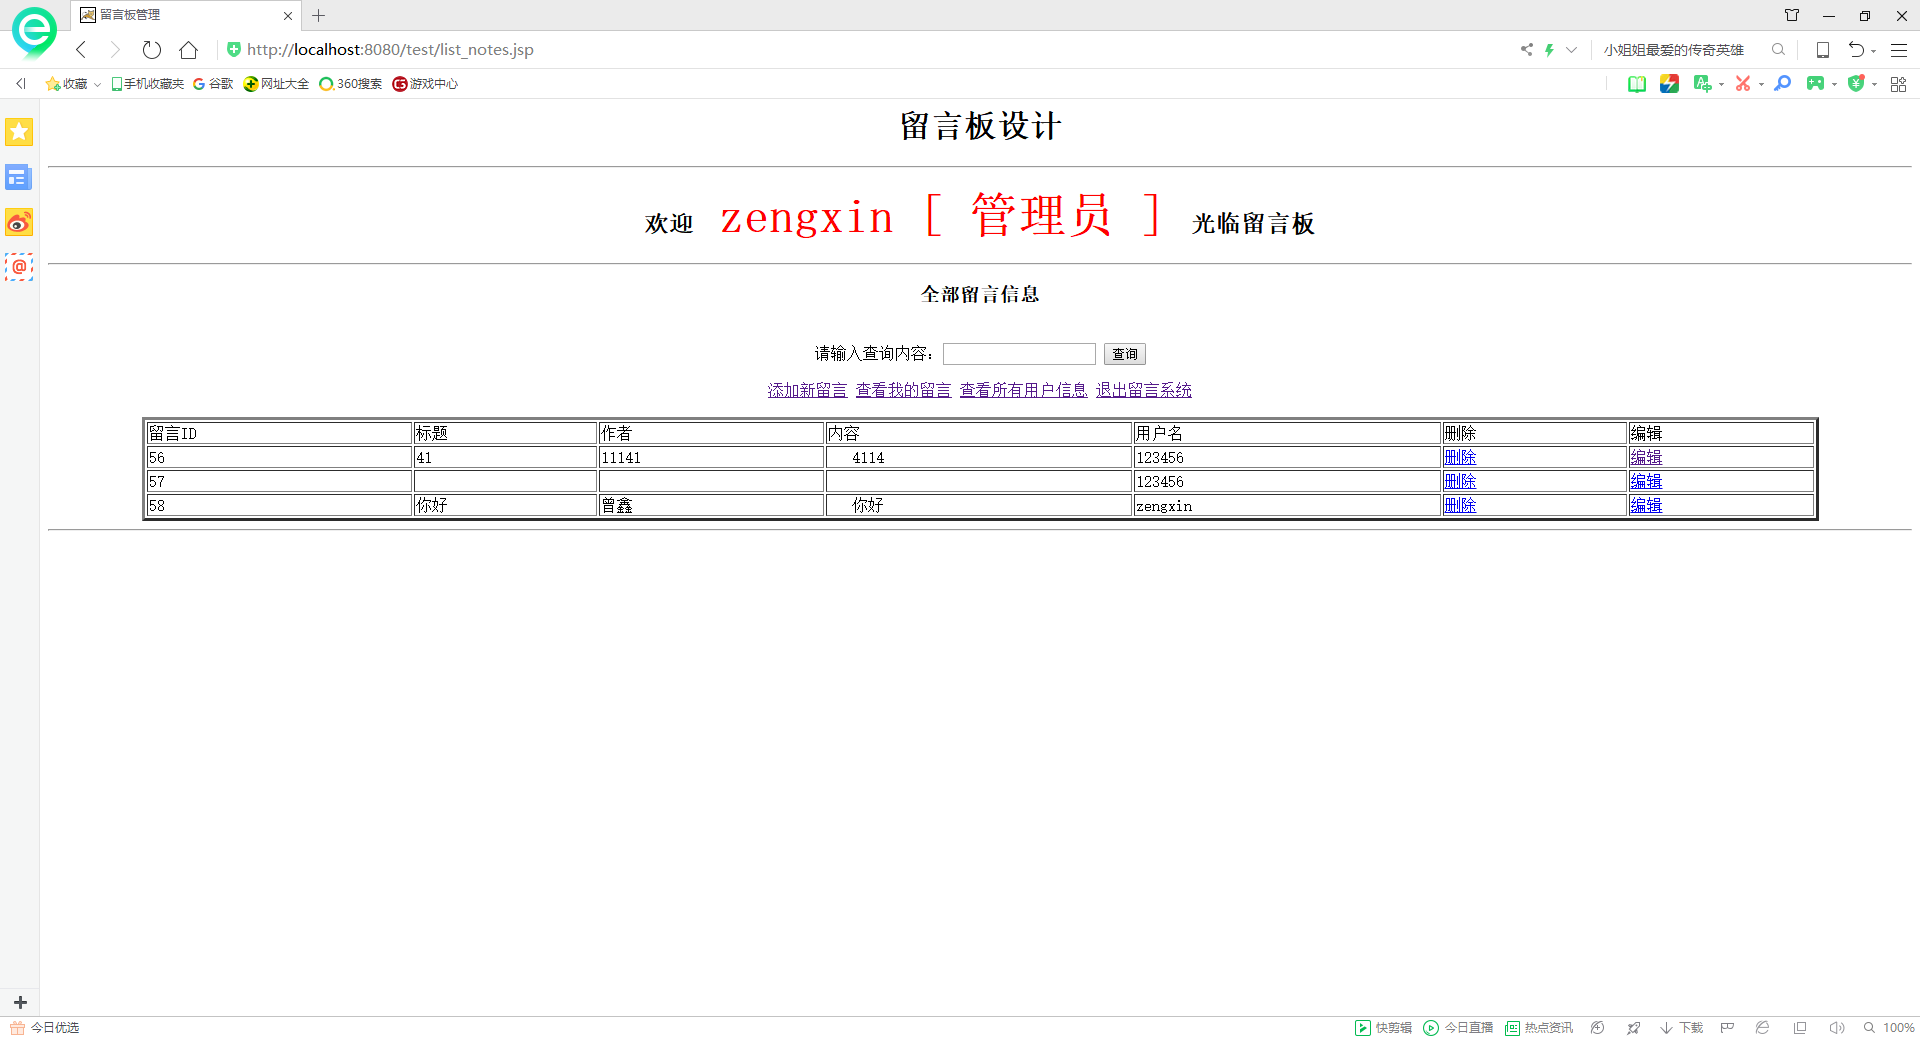 留言板管理
http://localhost:8080/test/list_notes.jsp
小姐姐最爱的传奇英雄
收藏 手机收藏夹 谷歌 网址大全 360搜索 游戏中心
留言板设计
欢迎 zengxin [ 管理员 ] 光临留言板
全部留言信息
请输入查询内容： 查询
添加新留言 查看我的留言 查看所有用户信息 退出留言系统
留言ID 标题 作者 内容 用户名 删除 编辑
56 41 11141 4114 123456 删除 编辑
57 123456 删除 编辑
58 你好 曾鑫 你好 zengxin 删除 编辑
今日优选 快剪辑 今日直播 热点资讯 下载 100%